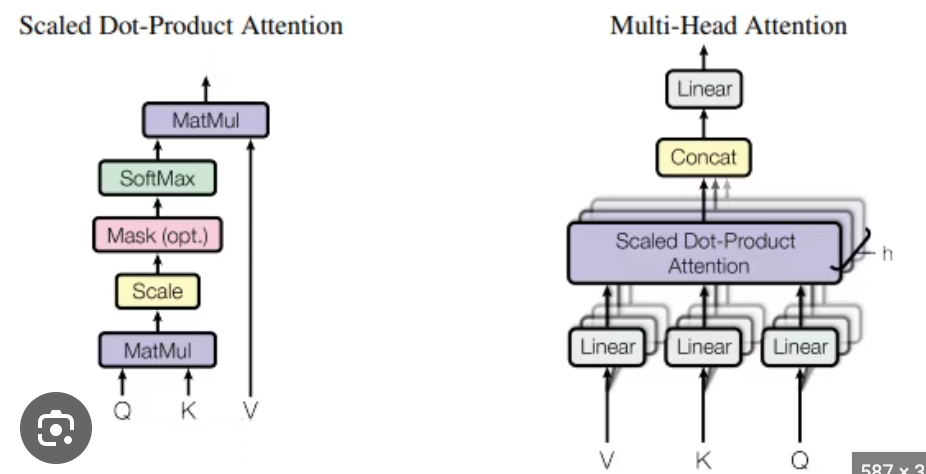 Scaled Dot-Product Attention
MatMul
SoftMax
Mask (opt.)
Scale
MatMul
Q K V
Multi-Head Attention
Linear
Concat
Scaled Dot-Product
Attention
h
Linear Linear Linear
V K Q
587 × 3